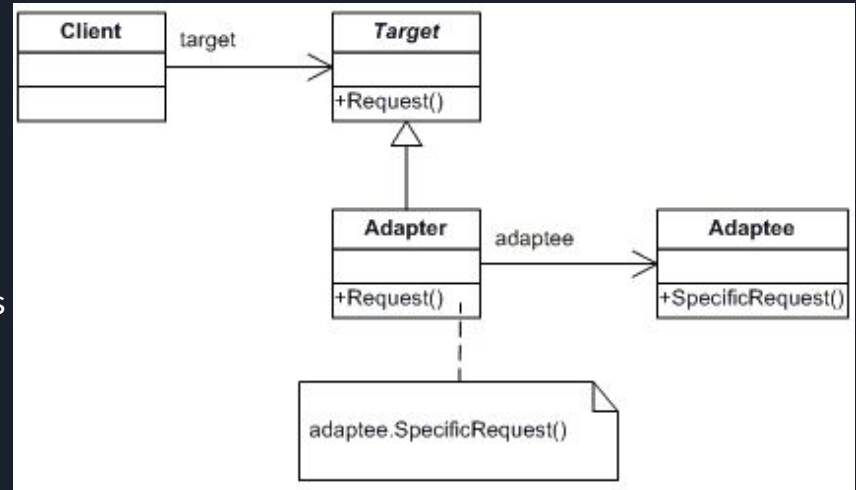 Client
target
Target
+Request()
Adapter
adaptee
Adaptee
+Request()
+SpecificRequest()
s
adaptee.SpecificRequest()